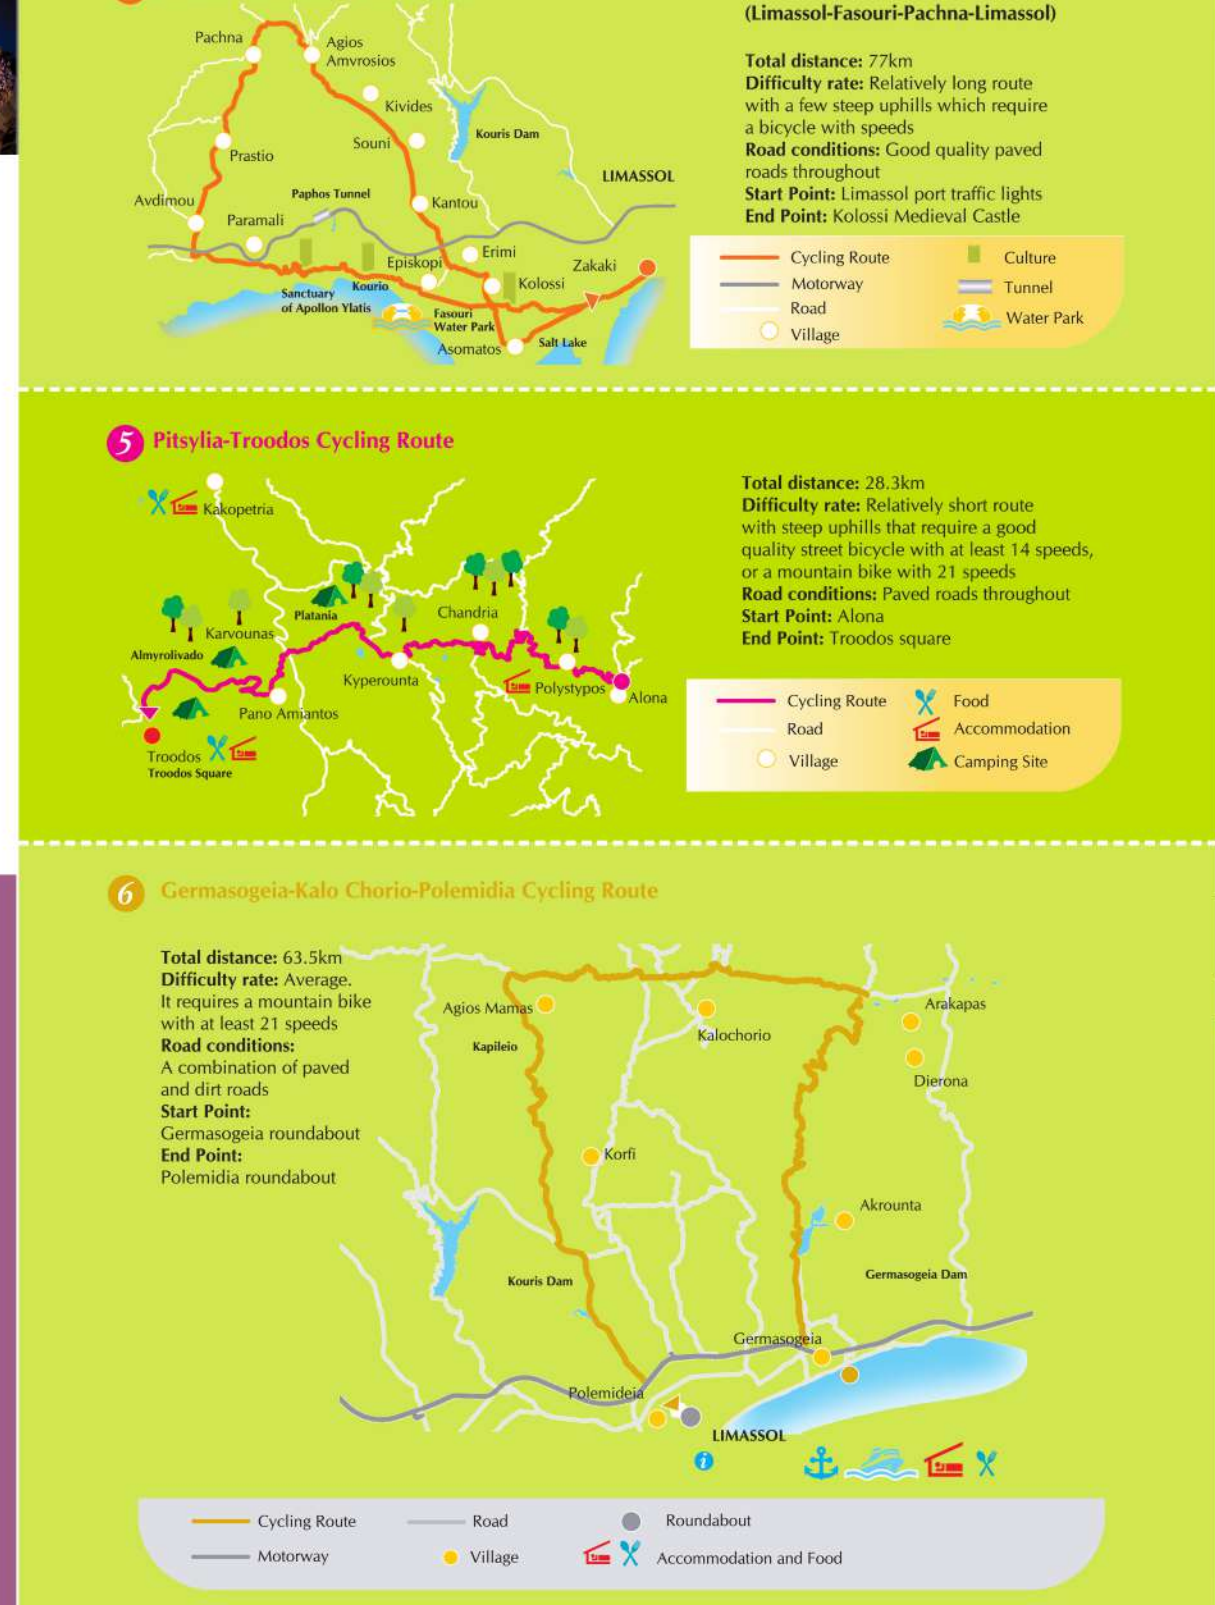 (Limassol-Fasouri-Pachna-Limassol)
Pachna
Agios
Amvrosios
Kivides
Souni
Kouris Dam
Prastio
LIMASSOL
Avdimou
Paphos Tunnel
Kantou
Paramali
Erimi
Episkopi
Zakaki
Kolossi
Kourio
Sanctuary
of Apollon Ylatis
Fasouri
Water Park
Asomatos
Salt Lake
Total distance: 77km
Difficulty rate: Relatively long route
with a few steep uphills which require
a bicycle with speeds
Road conditions: Good quality paved
roads throughout
Start Point: Limassol port traffic lights
End Point: Kolossi Medieval Castle
Cycling Route
Motorway
Road
Village
Culture
Tunnel
Water Park
5 Pitsylia-Troodos Cycling Route
Kakopetria
Platania
Chandria
Karvounas
Almyrolivado
Kyperounta
Polystypos
Alona
Pano Amiantos
Troodos
Troodos Square
Total distance: 28.3km
Difficulty rate: Relatively short route
with steep uphills that require a good
quality street bicycle with at least 14 speeds,
or a mountain bike with 21 speeds
Road conditions: Paved roads throughout
Start Point: Alona
End Point: Troodos square
Cycling Route
Road
Village
Food
Accommodation
Camping Site
6 Germasogeia-Kalo Chorio-Polemidia Cycling Route
Total distance: 63.5km
Difficulty rate: Average.
It requires a mountain bike
with at least 21 speeds
Road conditions:
A combination of paved
and dirt roads
Start Point:
Germasogeia roundabout
End Point:
Polemidia roundabout
Agios Mamas
Kapileio
Kalochorio
Arakapas
Dierona
Korfi
Akrounta
Kouris Dam
Germasogeia Dam
Germasogeia
Polemideia
LIMASSOL
i
Cycling Route
Motorway
Road
Village
Roundabout
Accommodation and Food